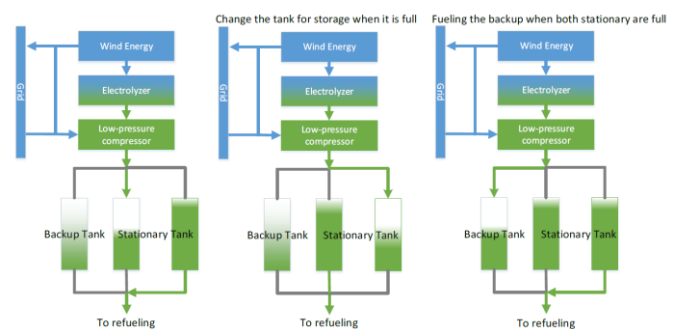 Change the tank for storage when it is full
Fueling the backup when both stationary are full
Wind Energy
Electrolyzer
Low-pressure
compressor
Grid
Backup Tank
Stationary Tank
To refueling
Wind Energy
Electrolyzer
Low-pressure
compressor
Grid
Backup Tank
Stationary Tank
To refueling
Wind Energy
Electrolyzer
Low-pressure
compressor
Grid
Backup Tank
Stationary Tank
To refueling